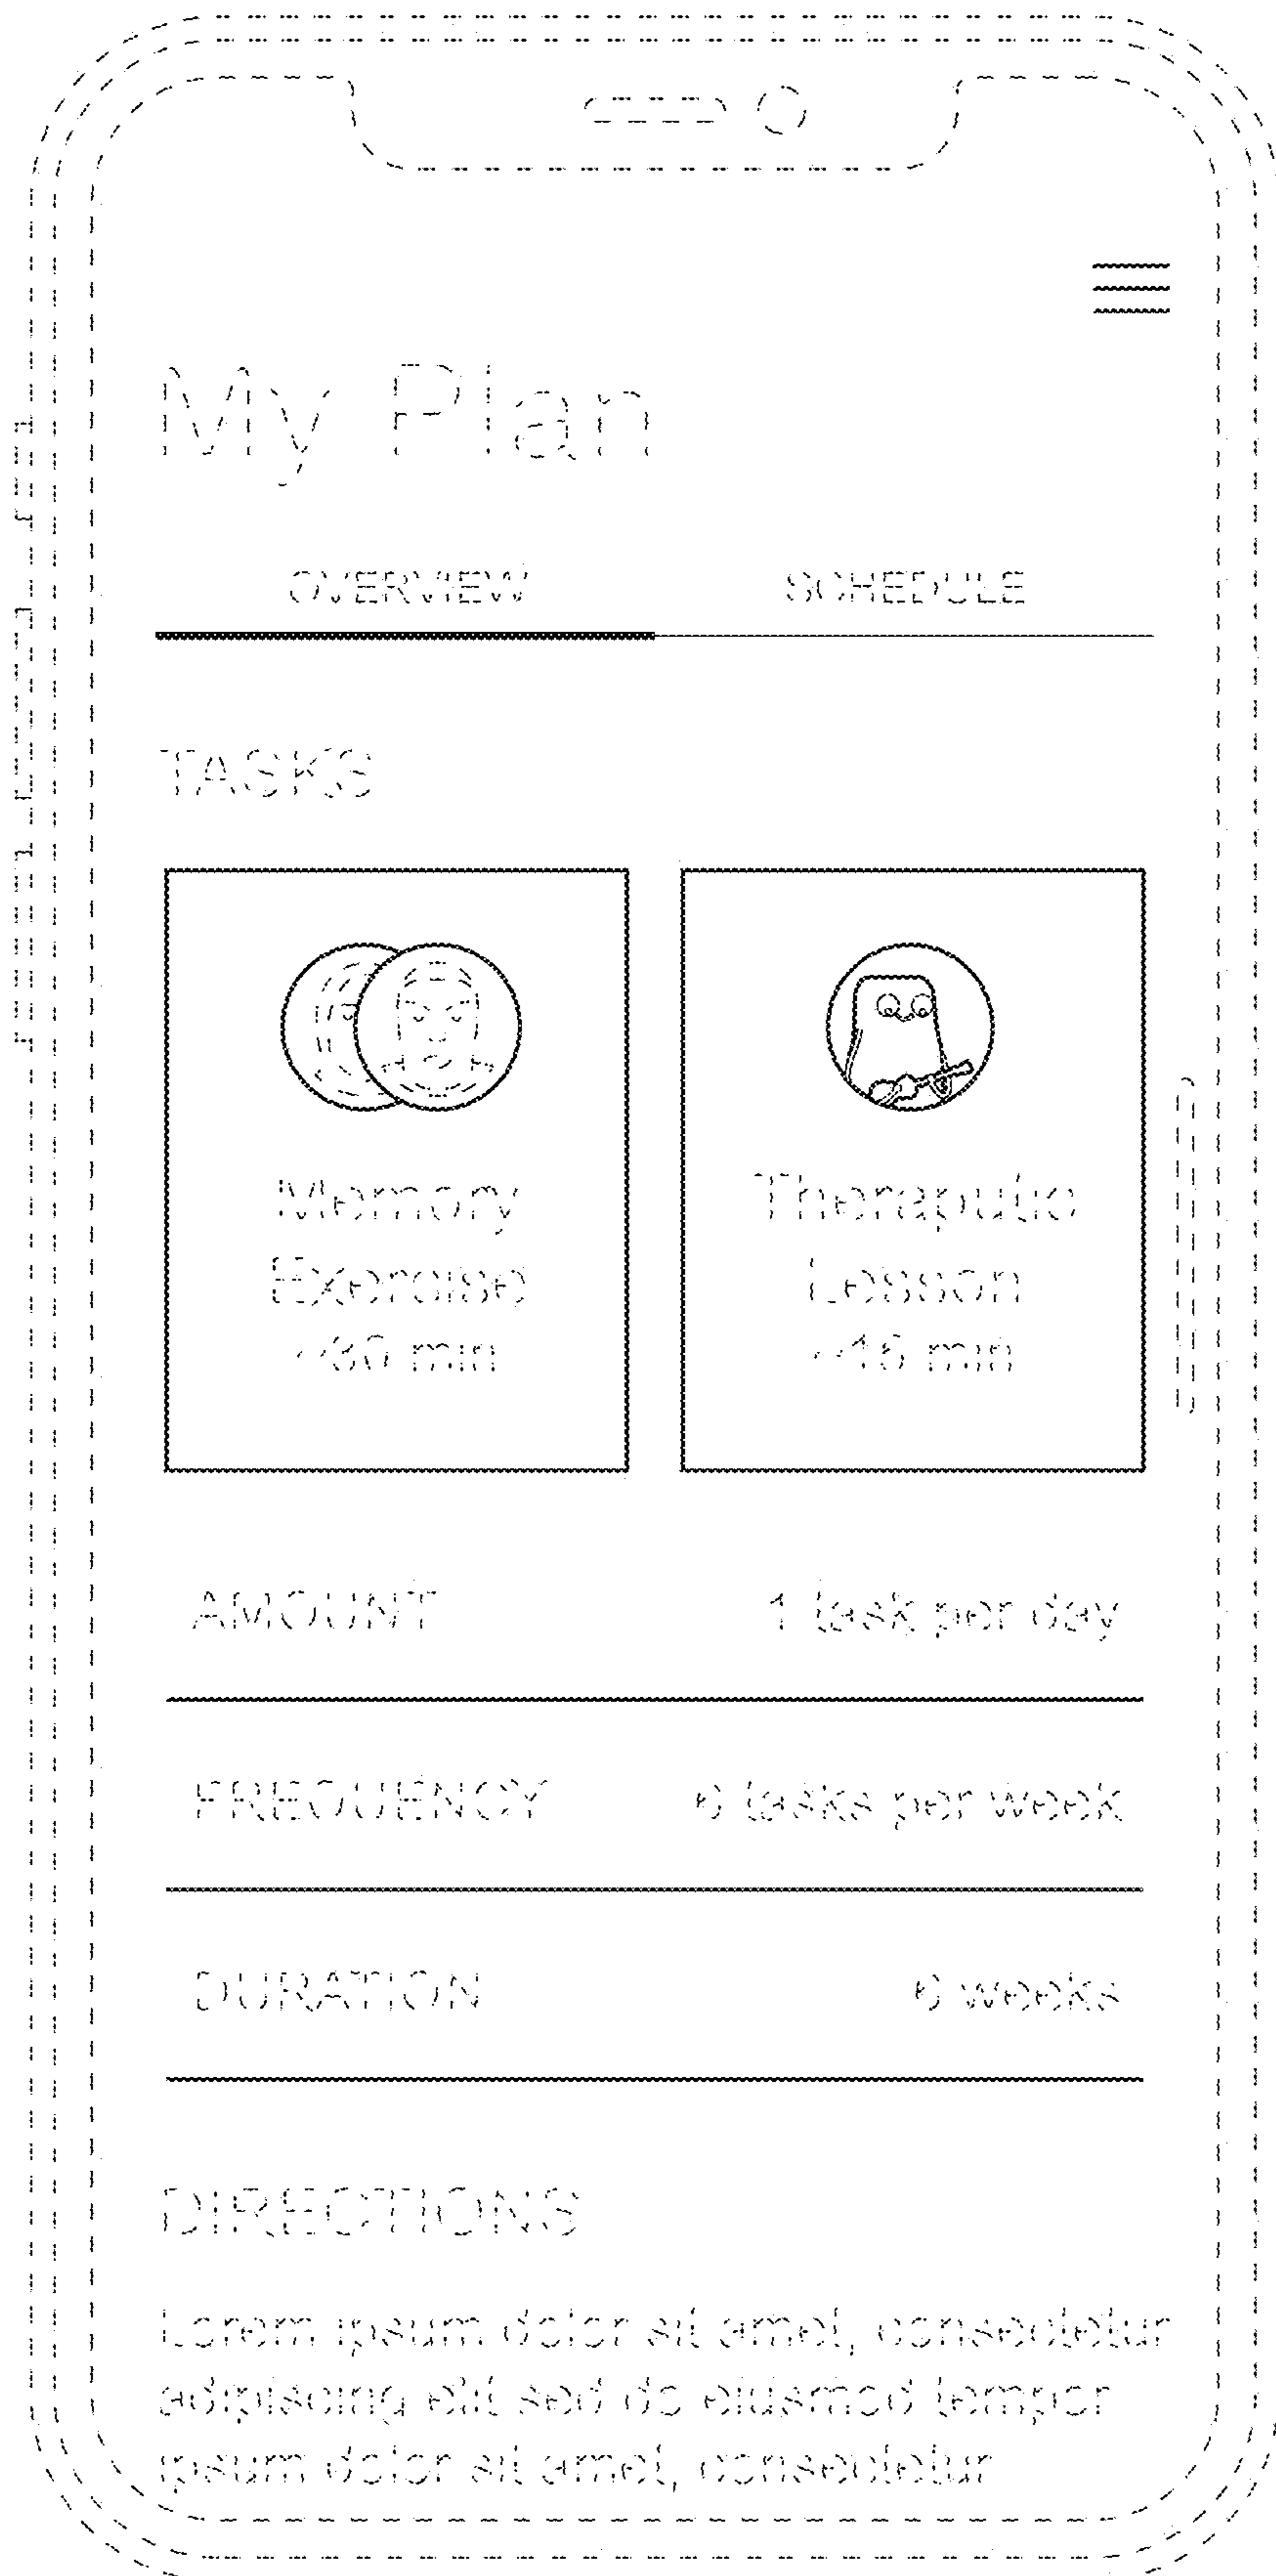 My Plan
OVERVIEW SCHEDULE
TASKS
Memory
Exercise
~30 min
Theraputic
Lesson
~15 min
AMOUNT 1 task per day
FREQUENCY 6 tasks per week
DURATION 6 weeks
DIRECTIONS
Lorem ipsum dolor sit amet, consectetur
adipiscing elit sed do eiusmod tempor
ipsum dolor sit amet, consectetur